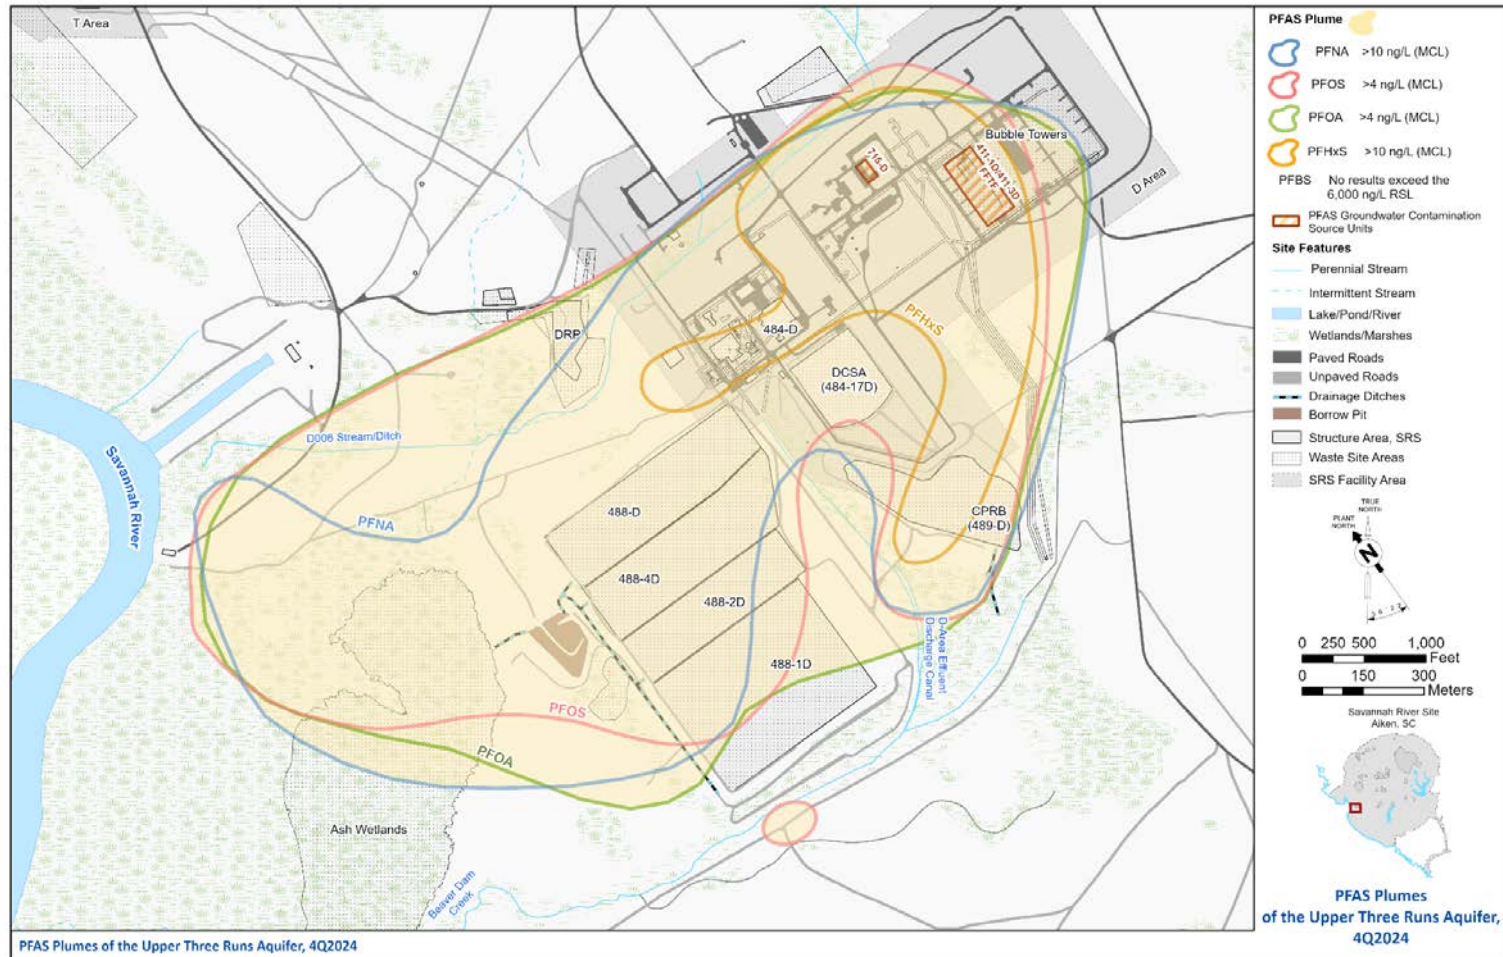 T Area
Bubble Towers
D Area
715-D
411-1D/411-3D
FFTF
PFHxS
484-D
DRP
DCSA
(484-17D)
D006 Stream/Ditch
Savannah River
PFNA
488-D
CPRB
(489-D)
488-4D
488-2D
488-1D
D-Area Effluent
Discharge Canal
PFOS
PFOA
Ash Wetlands
Beaver Dam
Creek
PFAS Plumes of the Upper Three Runs Aquifer, 4Q2024
PFAS Plume
PFNA >10 ng/L (MCL)
PFOS >4 ng/L (MCL)
PFOA >4 ng/L (MCL)
PFHxS >10 ng/L (MCL)
PFBS No results exceed the
6,000 ng/L RSL
PFAS Groundwater Contamination
Source Units
Site Features
Perennial Stream
Intermittent Stream
Lake/Pond/River
Wetlands/Marshes
Paved Roads
Unpaved Roads
Drainage Ditches
Borrow Pit
Structure Area, SRS
Waste Site Areas
SRS Facility Area
TRUE
NORTH
PLANT
NORTH
N
0 250 500 1,000
Feet
0 150 300
Meters
Savannah River Site
Aiken, SC
PFAS Plumes
of the Upper Three Runs Aquifer,
4Q2024